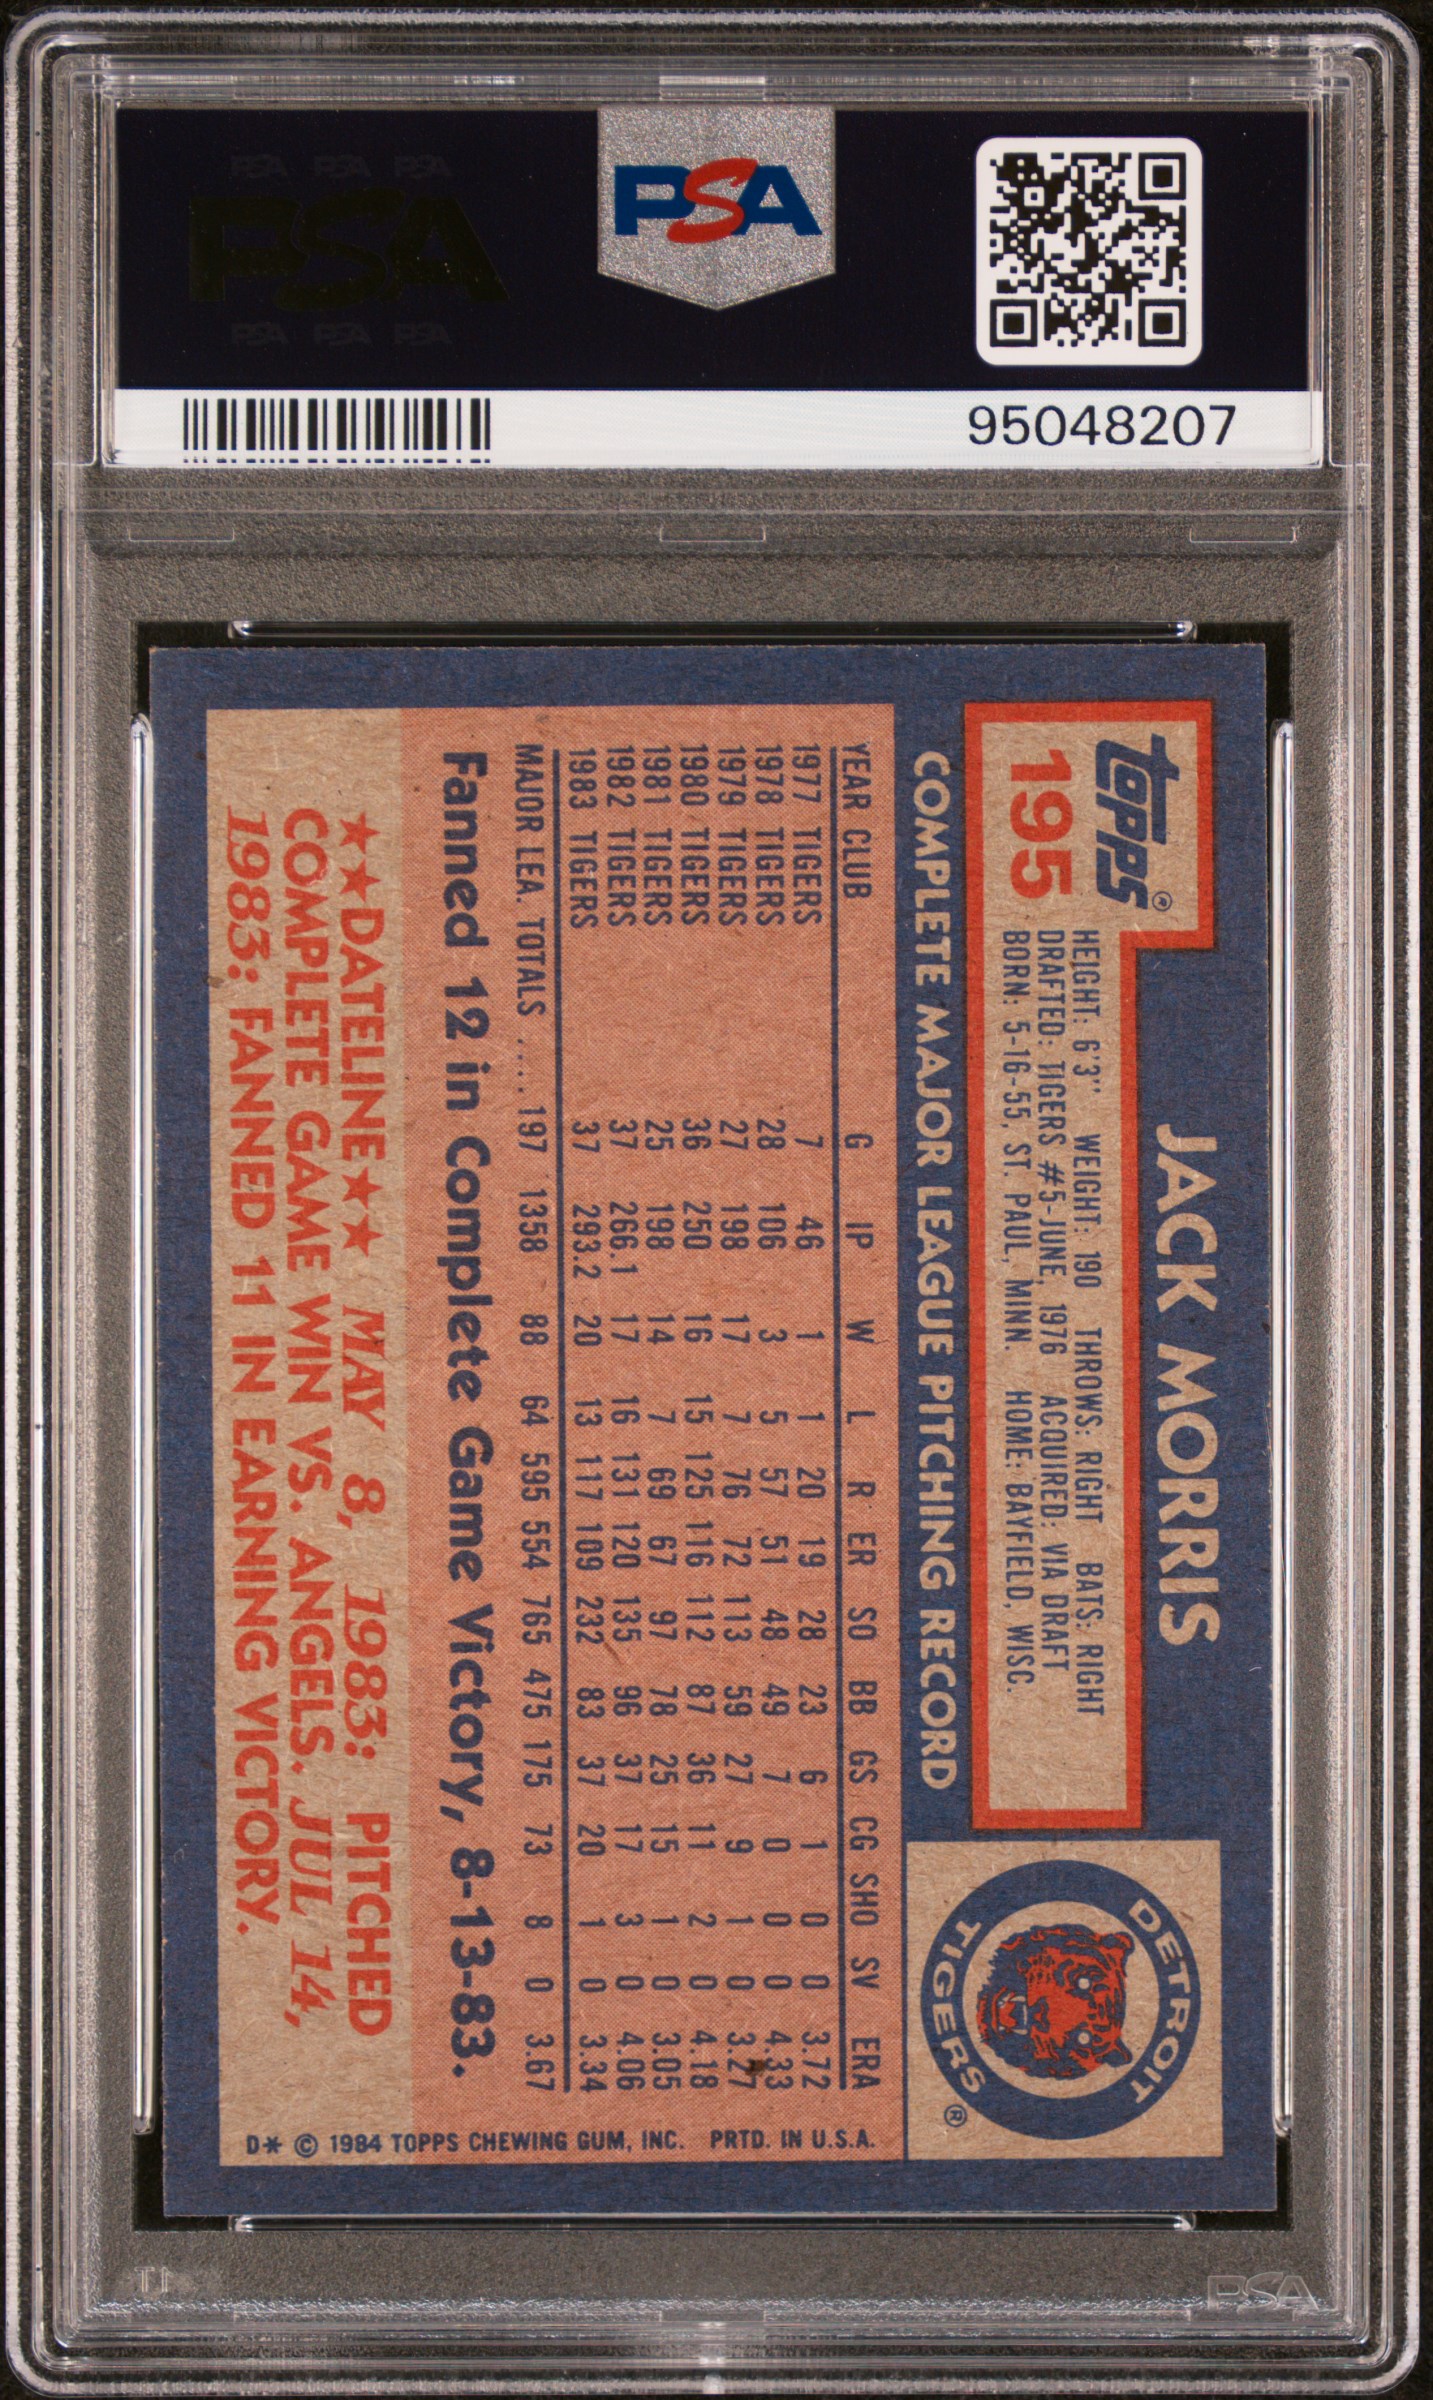 PSA PSA PSA
PSA
PSA PSA PSA
PSA
95048207
topps®
195
JACK MORRIS
HEIGHT: 6'3" WEIGHT: 190 THROWS: RIGHT BATS: RIGHT
DRAFTED: TIGERS #5-JUNE, 1976 ACQUIRED: VIA DRAFT
BORN: 5-16-55, ST. PAUL, MINN. HOME: BAYFIELD, WISC.
DETROIT
TIGERS ®
COMPLETE MAJOR LEAGUE PITCHING RECORD
YEAR CLUB G IP W L R ER SO BB GS CG SHO SV ERA
1977 TIGERS 7 46 1 1 20 19 28 23 6 1 0 0 3.72
1978 TIGERS 28 106 3 5 57 51 48 49 7 0 0 0 4.33
1979 TIGERS 27 198 17 7 76 72 113 59 27 9 1 0 3.27
1980 TIGERS 36 250 16 15 125 116 112 87 36 11 2 0 4.18
1981 TIGERS 25 198 14 7 69 67 97 78 25 15 1 0 3.05
1982 TIGERS 37 266.1 17 16 131 120 135 96 37 17 3 0 4.06
1983 TIGERS 37 293.2 20 13 117 109 232 83 37 20 1 0 3.34
MAJOR LEA. TOTALS ..... 197 1358 88 64 595 554 765 475 175 73 8 0 3.67
Fanned 12 in Complete Game Victory, 8-13-83.
★★DATELINE★★ MAY 8, 1983: PITCHED
COMPLETE GAME WIN VS. ANGELS. JUL 14,
1983: FANNED 11 IN EARNING VICTORY.
D* © 1984 TOPPS CHEWING GUM, INC. PRTD. IN U.S.A.
PSA